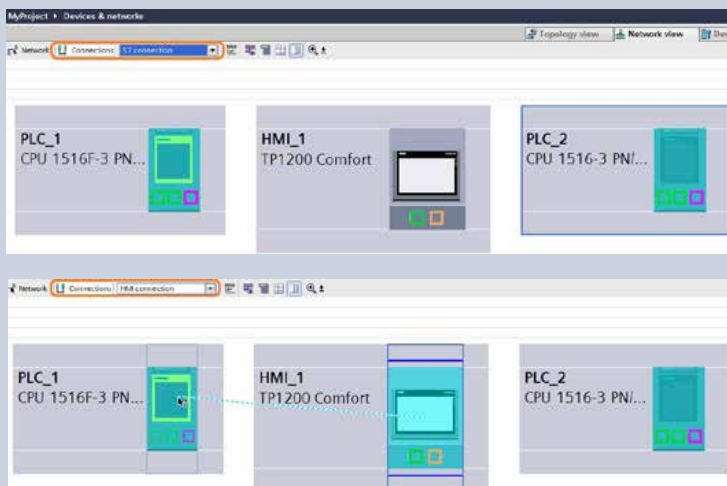 MyProject ▸ Devices & networks
Topology view
Network view
Dev
Network
Connections
S7 connection
PLC_1
CPU 1516F-3 PN...
HMI_1
TP1200 Comfort
PLC_2
CPU 1516-3 PN/...
Network
Connections
HMI connection
PLC_1
CPU 1516F-3 PN...
HMI_1
TP1200 Comfort
PLC_2
CPU 1516-3 PN/...